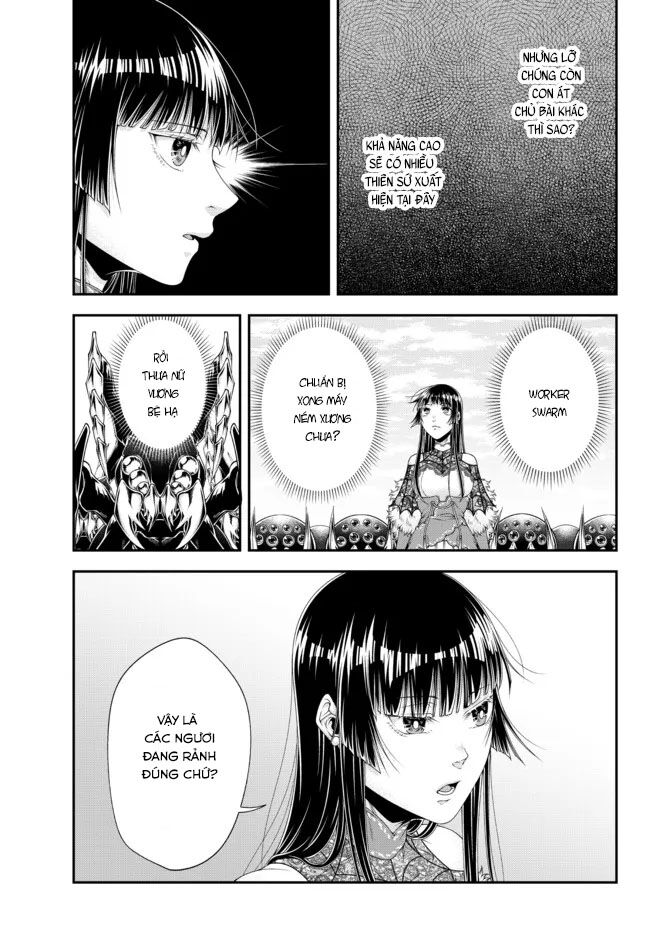 NHƯNG LỠ
CHÚNG CÒN
CON ÁT
CHỦ BÀI KHÁC
THÌ SAO?
KHẢ NĂNG CAO
SẼ CÓ NHIỀU
THIÊN SỨ XUẤT
HIỆN TẠI ĐÂY
WORKER
SWARM
CHUẨN BỊ
XONG MÁY
NÉM XƯƠNG
CHƯA?
RỒI
THƯA NỮ
VƯƠNG
BỆ HẠ
VẬY LÀ
CÁC NGƯƠI
ĐANG RẢNH
ĐÚNG CHỨ?